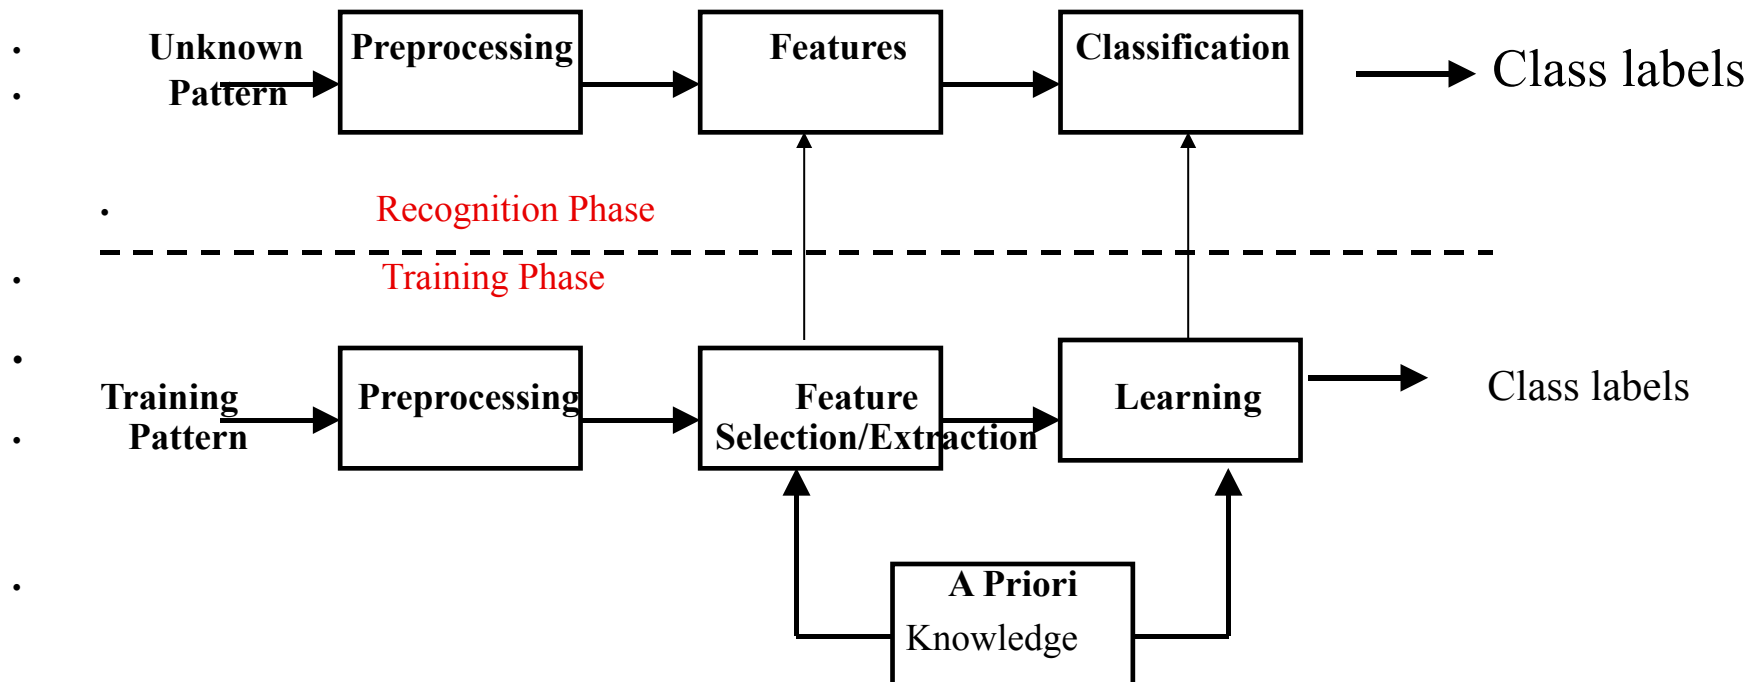 Unknown
Pattern
Preprocessing
Features
Classification
Class labels
Recognition Phase
Training Phase
Training
Pattern
Preprocessing
Feature
Selection/Extraction
Learning
Class labels
A Priori
Knowledge